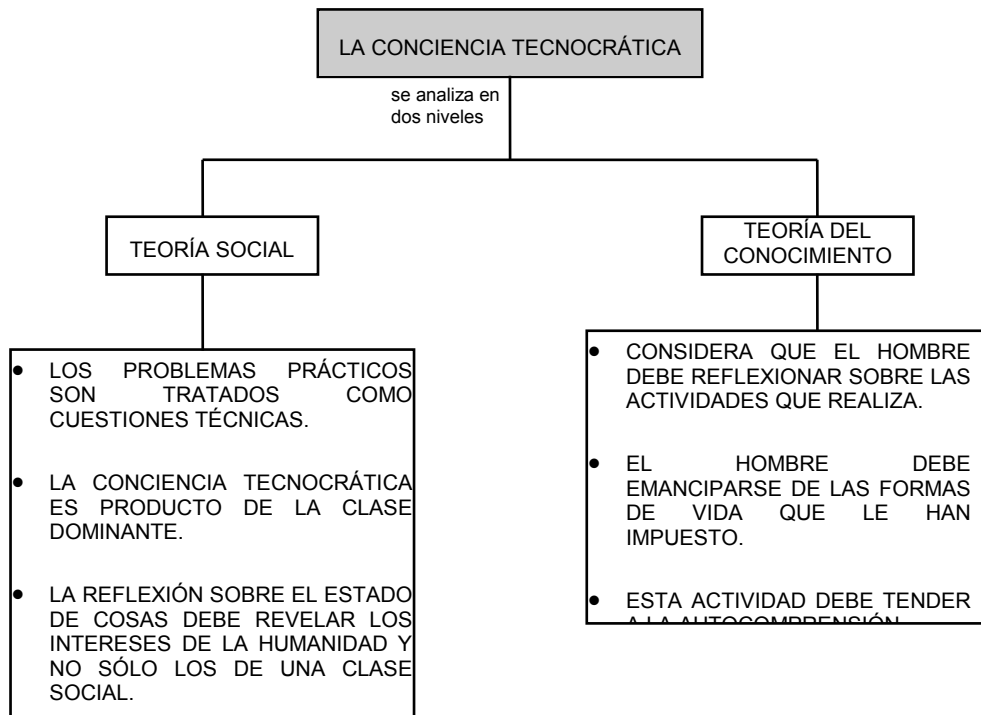 LA CONCIENCIA TECNOCRÁTICA
se analiza en
dos niveles
TEORÍA SOCIAL
TEORÍA DEL
CONOCIMIENTO
• LOS PROBLEMAS PRÁCTICOS
SON TRATADOS COMO
CUESTIONES TÉCNICAS.
• LA CONCIENCIA TECNOCRÁTICA
ES PRODUCTO DE LA CLASE
DOMINANTE.
• LA REFLEXIÓN SOBRE EL ESTADO
DE COSAS DEBE REVELAR LOS
INTERESES DE LA HUMANIDAD Y
NO SÓLO LOS DE UNA CLASE
SOCIAL.
• CONSIDERA QUE EL HOMBRE
DEBE REFLEXIONAR SOBRE LAS
ACTIVIDADES QUE REALIZA.
• EL HOMBRE DEBE
EMANCIPARSE DE LAS FORMAS
DE VIDA QUE LE HAN
IMPUESTO.
• ESTA ACTIVIDAD DEBE TENDER
A LA AUTOCOMPRENSIÓN